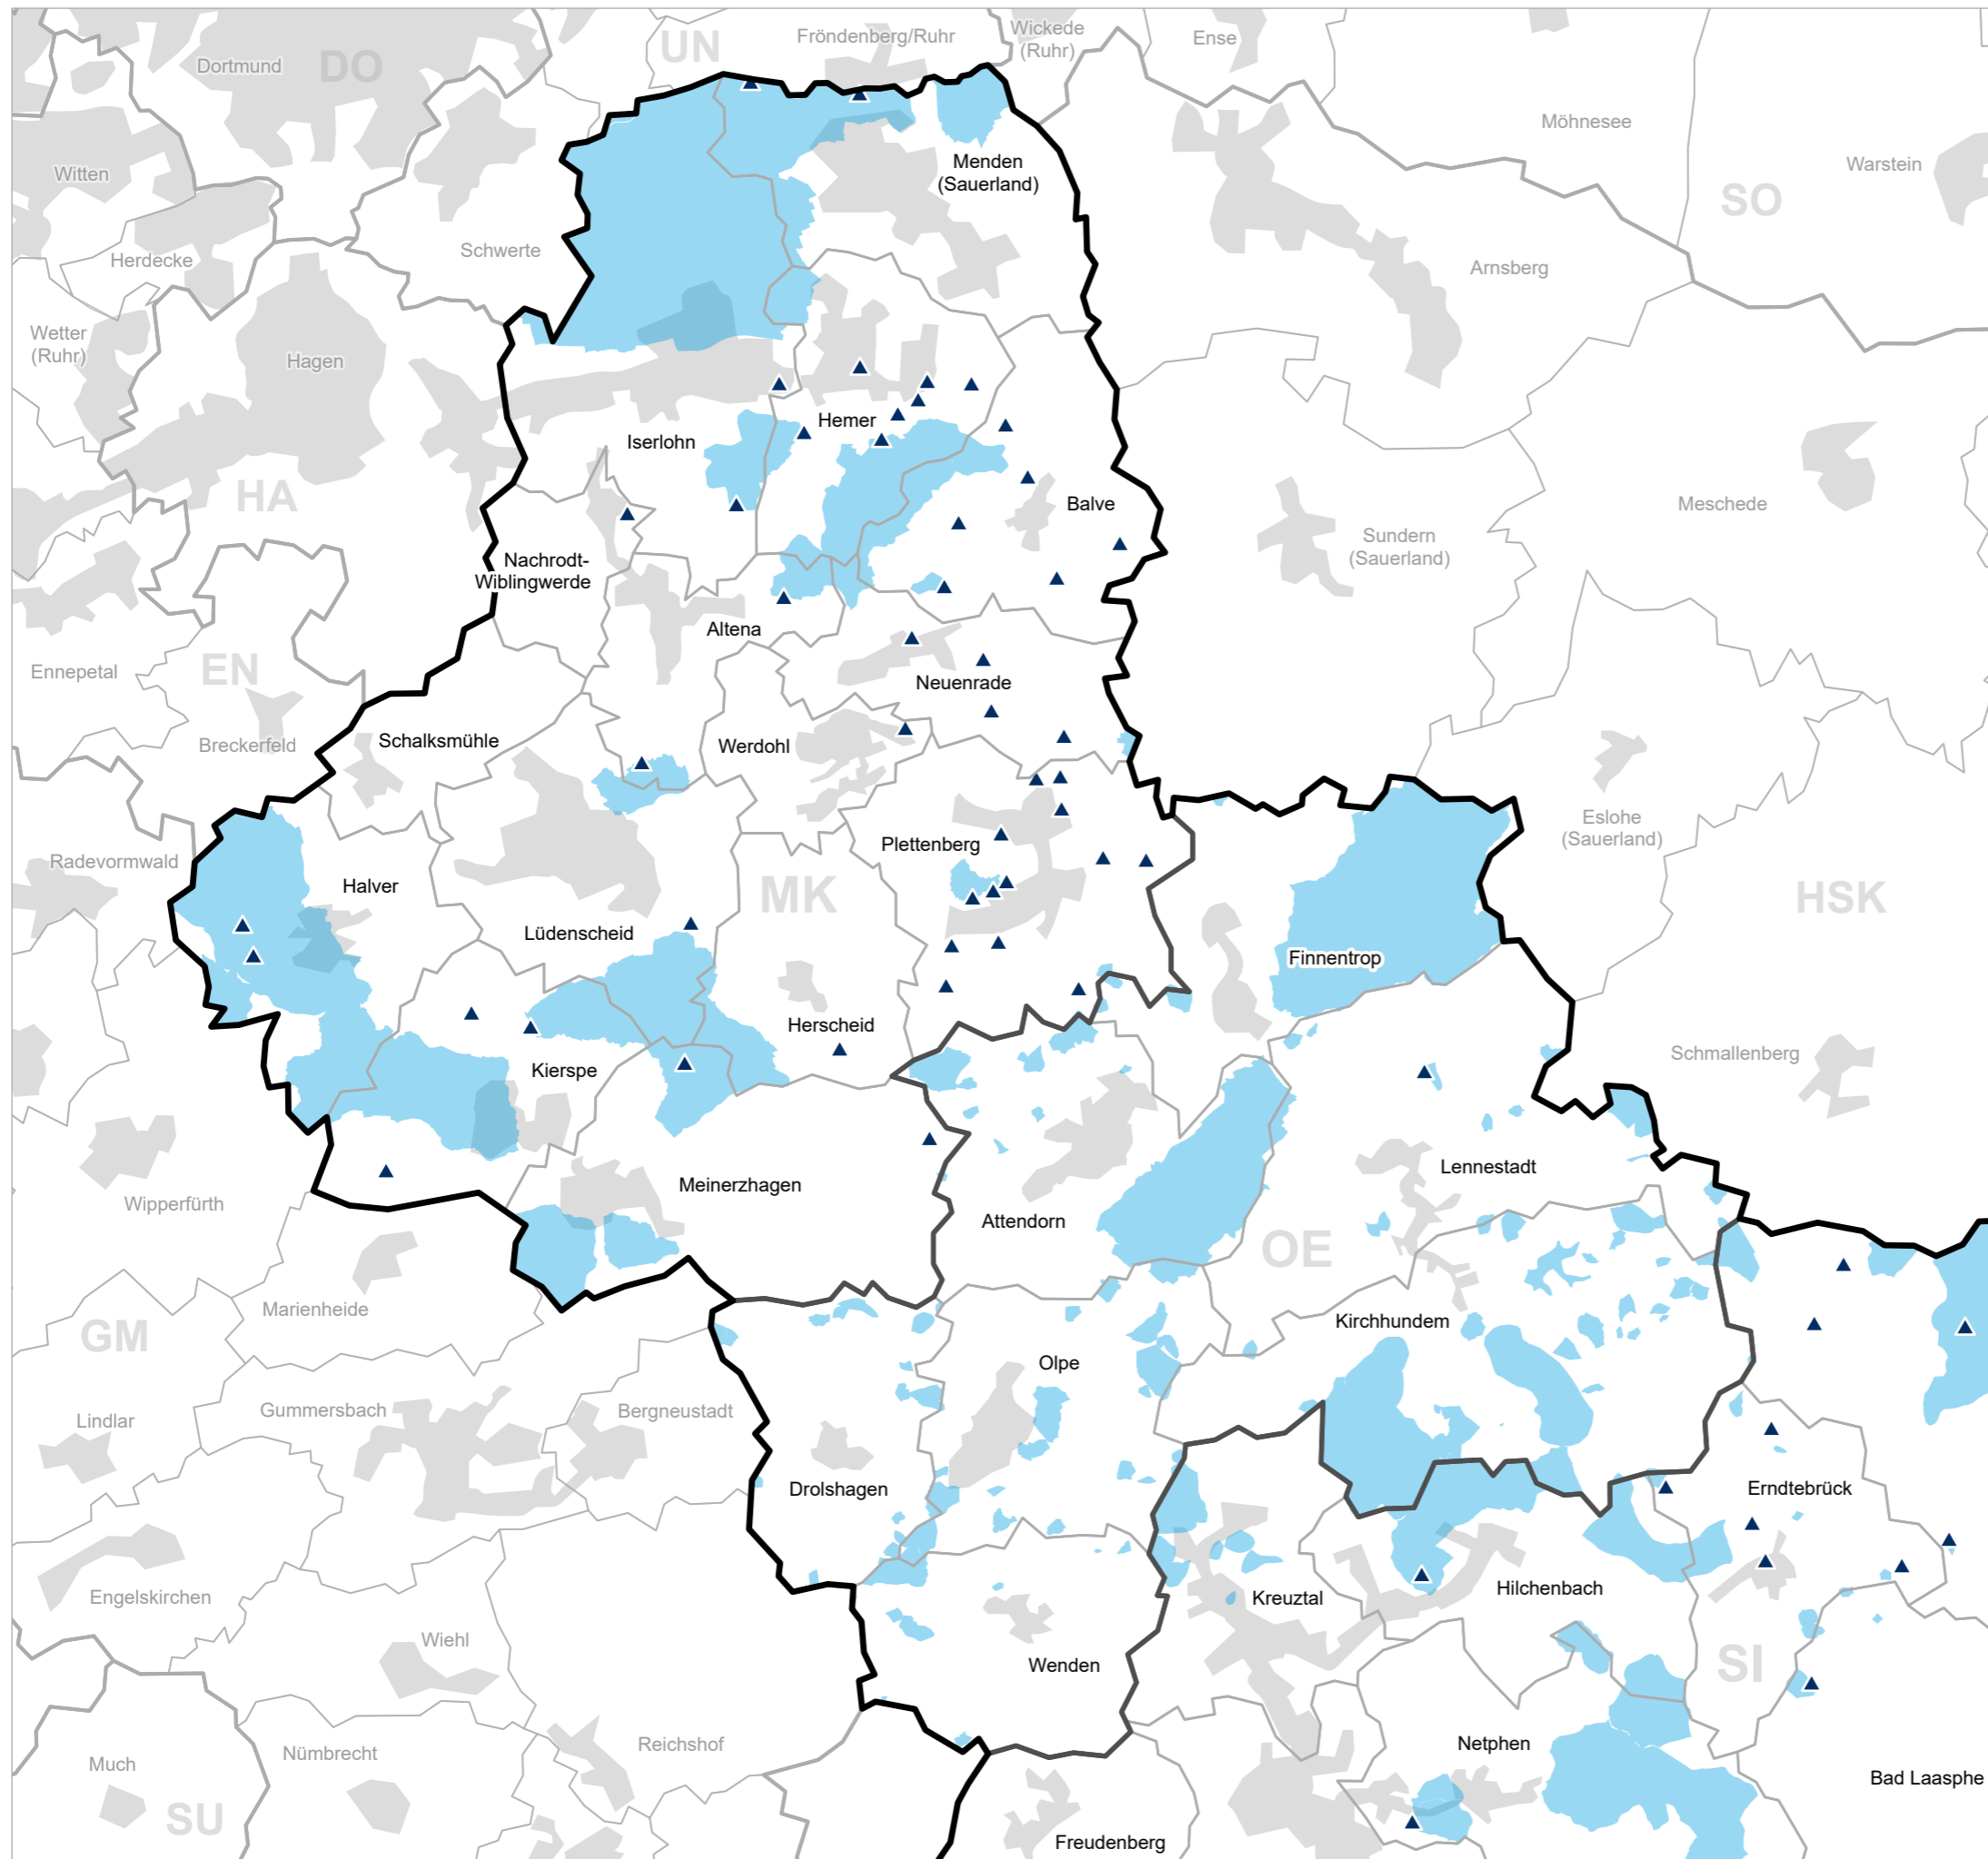 Wickede
(Ruhr)
Fröndenberg/Ruhr
UN
Ense
Dortmund
DO
Möhnesee
Menden
(Sauerland)
Warstein
Witten
SO
Schwerte
Herdecke
Arnsberg
Wetter
(Ruhr)
Hagen
Hemer
Iserlohn
HA
Balve
Meschede
Sundern
(Sauerland)
Nachrodt-
Wiblingwerde
Altena
EN
Ennepetal
Neuenrade
Breckerfeld
Schalksmühle
Werdohl
Eslohe
(Sauerland)
Plettenberg
Radevormwald
Halver
MK
HSK
Lüdenscheid
Finnentrop
Herscheid
Schmallenberg
Kierspe
Lennestadt
Meinerzhagen
Wipperfürth
Attendorn
OE
Marienheide
GM
Kirchhundem
Olpe
Gummersbach
Bergneustadt
Lindlar
Drolshagen
Erndtebrück
Engelskirchen
Kreuztal
Hilchenbach
Wiehl
Wenden
SI
Reichshof
Netphen
Nümbrecht
Much
Bad Laasphe
SU
Freudenberg